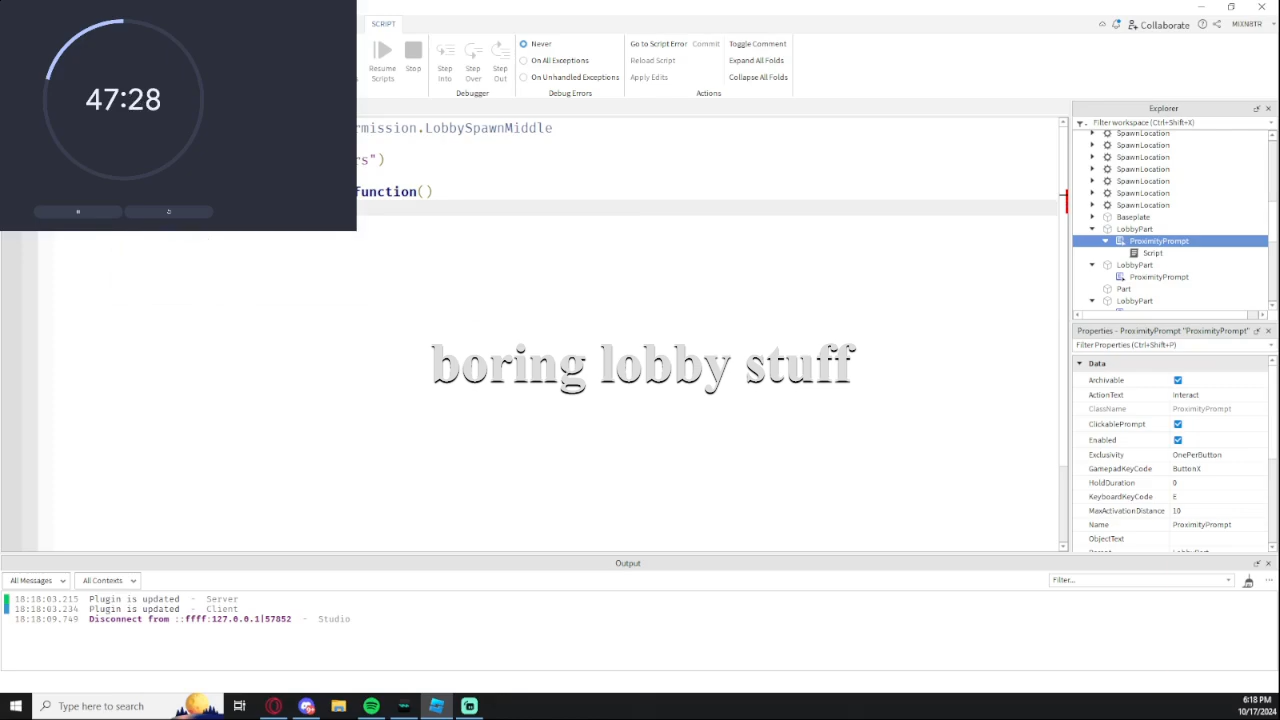 47:28
SCRIPT
Collaborate
MIXN8TR
Resume Scripts
Stop
Step Into
Step Over
Step Out
Debugger
Never
On All Exceptions
On Unhandled Exceptions
Debug Errors
Go to Script Error
Commit
Reload Script
Apply Edits
Toggle Comment
Expand All Folds
Collapse All Folds
Actions
rmission.LobbySpawnMiddle
rs")
function()
boring lobby stuff
Explorer
Filter workspace (Ctrl+Shift+X)
SpawnLocation
SpawnLocation
SpawnLocation
SpawnLocation
SpawnLocation
SpawnLocation
SpawnLocation
Baseplate
LobbyPart
ProximityPrompt
Script
LobbyPart
ProximityPrompt
Part
LobbyPart
Properties - ProximityPrompt "ProximityPrompt"
Filter Properties (Ctrl+Shift+P)
Data
Archivable
ActionText Interact
ClassName ProximityPrompt
ClickablePrompt
Enabled
Exclusivity OnePerButton
GamepadKeyCode ButtonX
HoldDuration 0
KeyboardKeyCode E
MaxActivationDistance 10
Name ProximityPrompt
ObjectText
Output
All Messages
All Contexts
Filter...
18:18:03.215 Plugin is updated - Server
18:18:03.234 Plugin is updated - Client
18:18:09.749 Disconnect from ::ffff:127.0.0.1|57852 - Studio
Type here to search
6:18 PM
10/17/2024